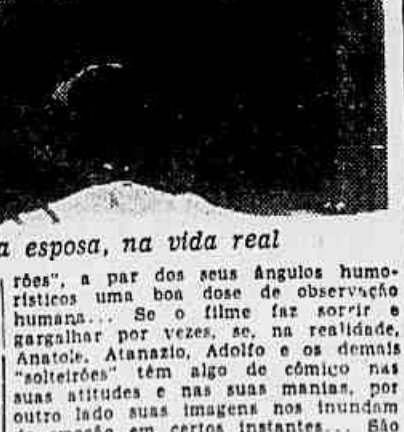 a esposa, na vida real
rões", a par dos seus ângulos humo-
rísticos uma boa dose de observação
humana... Se o filme faz sorrir e
gargalhar por vezes, se, na realidade,
Anatole, Atanazio, Adolfo e os demais
"solteirões" têm algo de cômico nas
suas atitudes e nas suas manias, por
outro lado suas imagens nos inundam
em certos instantes... São